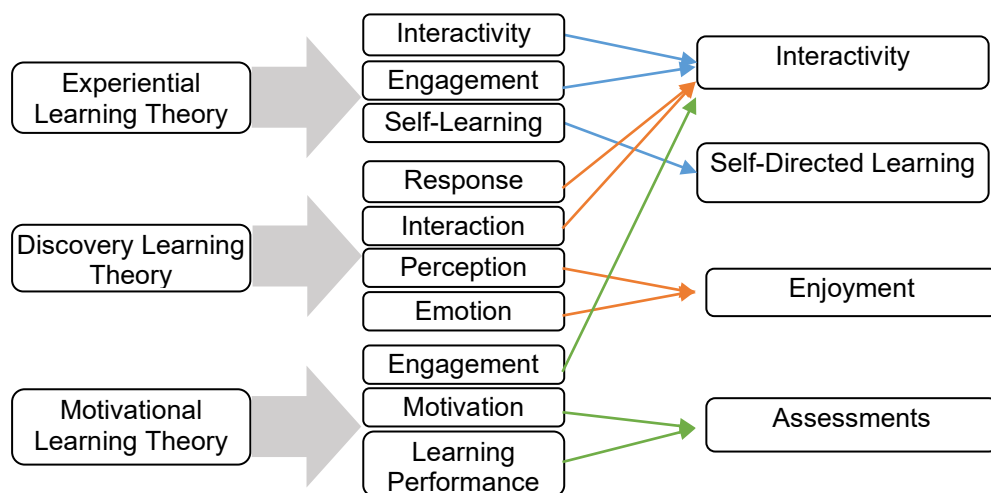 Experiential
Learning Theory
Discovery Learning
Theory
Motivational
Learning Theory
Interactivity
Engagement
Self-Learning
Response
Interaction
Perception
Emotion
Engagement
Motivation
Learning
Performance
Interactivity
Self-Directed Learning
Enjoyment
Assessments